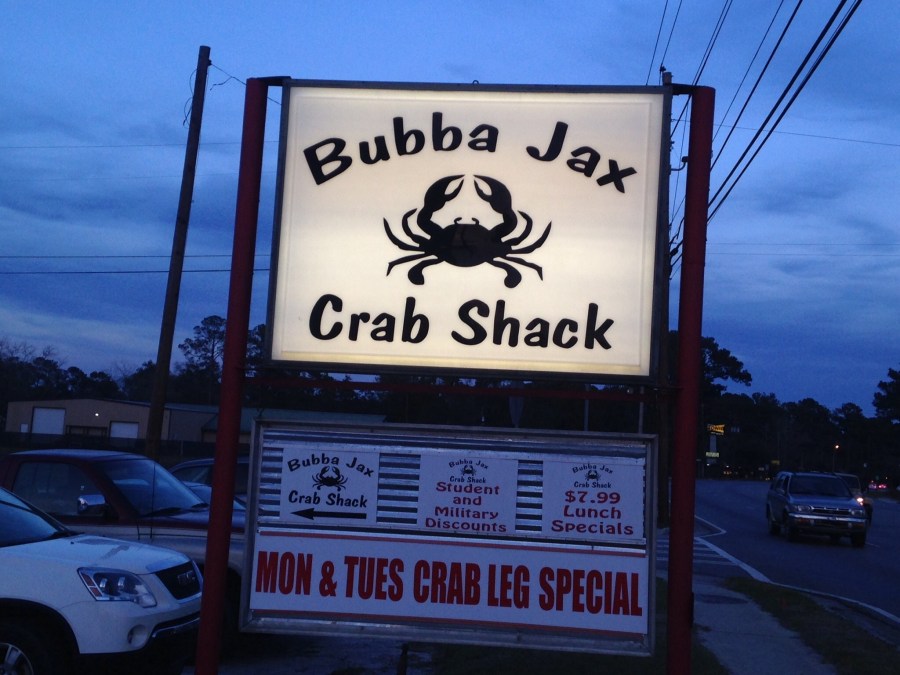 Bubba Jax
Crab Shack
Bubba Jax
Crab Shack
Bubba Jax
Crab Shack
Student
and
Military
Discounts
Bubba Jax
Crab Shack
$7.99
Lunch
Specials
MON & TUES CRAB LEG SPECIAL